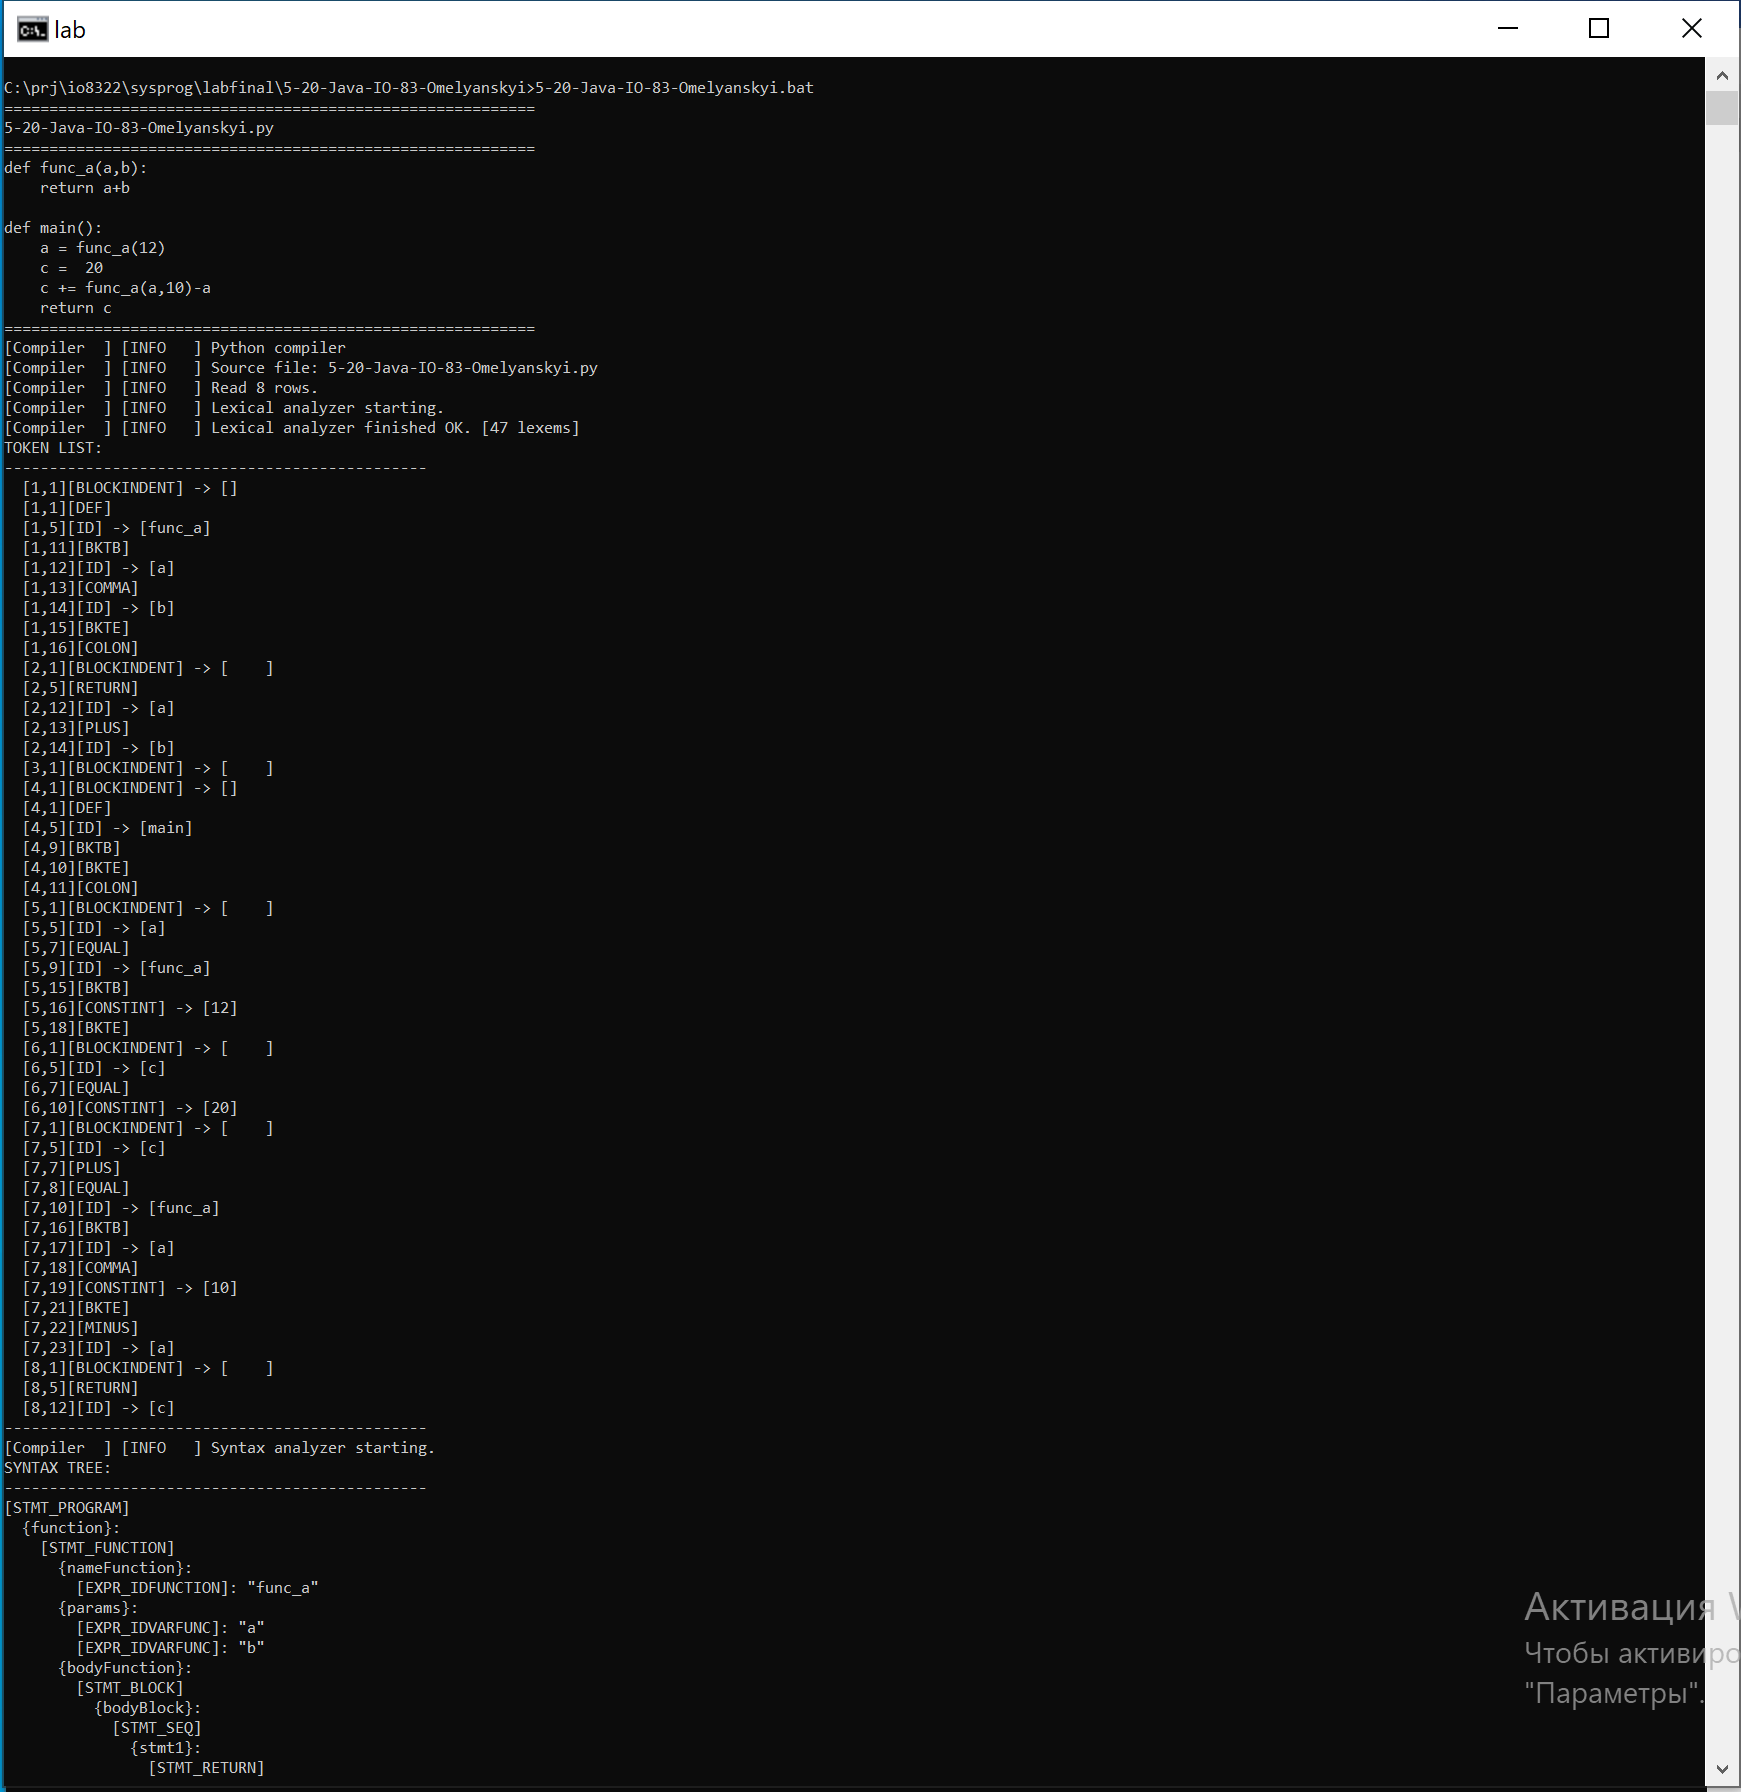 lab
C:\prj\io8322\sysprog\labfinal\5-20-Java-IO-83-Omelyanskyi>5-20-Java-IO-83-Omelyanskyi.bat
===========================================================
5-20-Java-IO-83-Omelyanskyi.py
===========================================================
def func_a(a,b):
    return a+b
def main():
    a = func_a(12)
    c =  20
    c += func_a(a,10)-a
    return c
===========================================================
[Compiler  ] [INFO   ] Python compiler
[Compiler  ] [INFO   ] Source file: 5-20-Java-IO-83-Omelyanskyi.py
[Compiler  ] [INFO   ] Read 8 rows.
[Compiler  ] [INFO   ] Lexical analyzer starting.
[Compiler  ] [INFO   ] Lexical analyzer finished OK. [47 lexems]
TOKEN LIST:
-----------------------------------------------
  [1,1][BLOCKINDENT] -> []
  [1,1][DEF]
  [1,5][ID] -> [func_a]
  [1,11][BKTB]
  [1,12][ID] -> [a]
  [1,13][COMMA]
  [1,14][ID] -> [b]
  [1,15][BKTE]
  [1,16][COLON]
  [2,1][BLOCKINDENT] -> [    ]
  [2,5][RETURN]
  [2,12][ID] -> [a]
  [2,13][PLUS]
  [2,14][ID] -> [b]
  [3,1][BLOCKINDENT] -> [    ]
  [4,1][BLOCKINDENT] -> []
  [4,1][DEF]
  [4,5][ID] -> [main]
  [4,9][BKTB]
  [4,10][BKTE]
  [4,11][COLON]
  [5,1][BLOCKINDENT] -> [    ]
  [5,5][ID] -> [a]
  [5,7][EQUAL]
  [5,9][ID] -> [func_a]
  [5,15][BKTB]
  [5,16][CONSTINT] -> [12]
  [5,18][BKTE]
  [6,1][BLOCKINDENT] -> [    ]
  [6,5][ID] -> [c]
  [6,7][EQUAL]
  [6,10][CONSTINT] -> [20]
  [7,1][BLOCKINDENT] -> [    ]
  [7,5][ID] -> [c]
  [7,7][PLUS]
  [7,8][EQUAL]
  [7,10][ID] -> [func_a]
  [7,16][BKTB]
  [7,17][ID] -> [a]
  [7,18][COMMA]
  [7,19][CONSTINT] -> [10]
  [7,21][BKTE]
  [7,22][MINUS]
  [7,23][ID] -> [a]
  [8,1][BLOCKINDENT] -> [    ]
  [8,5][RETURN]
  [8,12][ID] -> [c]
-----------------------------------------------
[Compiler  ] [INFO   ] Syntax analyzer starting.
SYNTAX TREE:
-----------------------------------------------
[STMT_PROGRAM]
  {function}:
    [STMT_FUNCTION]
      {nameFunction}:
        [EXPR_IDFUNCTION]: "func_a"
      {params}:
        [EXPR_IDVARFUNC]: "a"
        [EXPR_IDVARFUNC]: "b"
      {bodyFunction}:
        [STMT_BLOCK]
          {bodyBlock}:
            [STMT_SEQ]
              {stmt1}:
                [STMT_RETURN]
Активация
Чтобы активиро
"Параметры".